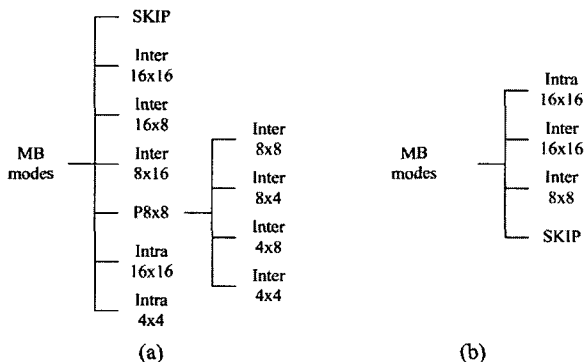 SKIP
Inter
16x16
Inter
16x8
MB
modes
Inter
8x16
P8x8
Intra
16x16
Intra
4x4
Inter
8x8
Inter
8x4
Inter
4x8
Inter
4x4
(a)
MB
modes
Intra
16x16
Inter
16x16
Inter
8x8
SKIP
(b)